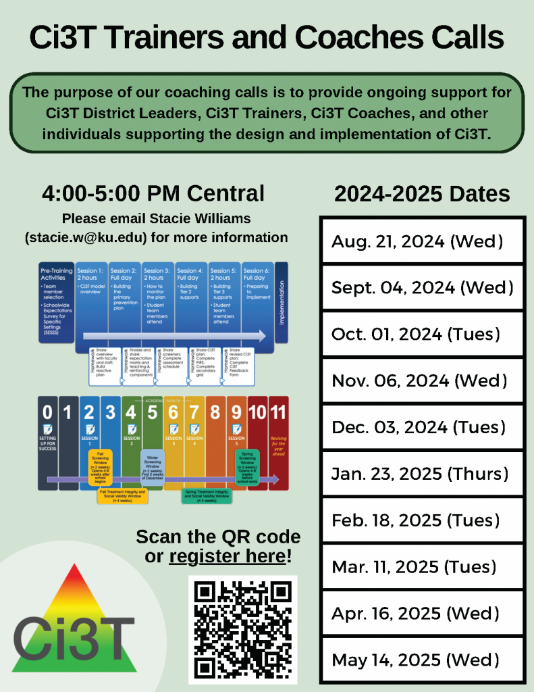 Ci3T Trainers and Coaches Calls
The purpose of our coaching calls is to provide ongoing support for
Ci3T District Leaders, Ci3T Trainers, Ci3T Coaches, and other
individuals supporting the design and implementation of Ci3T.
4:00-5:00 PM Central
Please email Stacie Williams
(stacie.w@ku.edu) for more information
Pre-Training
Activities
• Team
member
selection
• Schoolwide
Expectations
Survey for
Specific
Settings
(SESSS)
Session 1:
2 hours
• Ci3T model
overview
Session 2:
Full day
• Building
the
primary
prevention
plan
Session 3:
2 hours
• How to
monitor
the plan
• Student
team
members
attend
Session 4:
Full day
• Building
Tier 2
supports
Session 5:
2 hours
• Building
Tier 3
supports
• Student
team
members
attend
Session 6:
Full day
• Preparing
to
implement
Implementation
0 1 2 3 4 5 6 7 8 9 10 11
SETTING
UP FOR
SUCCESS
SESSION
1
SESSION
2
SESSION
3
SESSION
4
SESSION
5
Revising
for the
year
ahead!
Fall
Screening
Window
Winter
Screening
Window
Spring
Screening
Window
Fall Treatment Integrity and
Social Validity Window
Spring Treatment Integrity
and Social Validity Window
Scan the QR code
or register here!
Ci3T
2024-2025 Dates
Aug. 21, 2024 (Wed)
Sept. 04, 2024 (Wed)
Oct. 01, 2024 (Tues)
Nov. 06, 2024 (Wed)
Dec. 03, 2024 (Tues)
Jan. 23, 2025 (Thurs)
Feb. 18, 2025 (Tues)
Mar. 11, 2025 (Tues)
Apr. 16, 2025 (Wed)
May 14, 2025 (Wed)